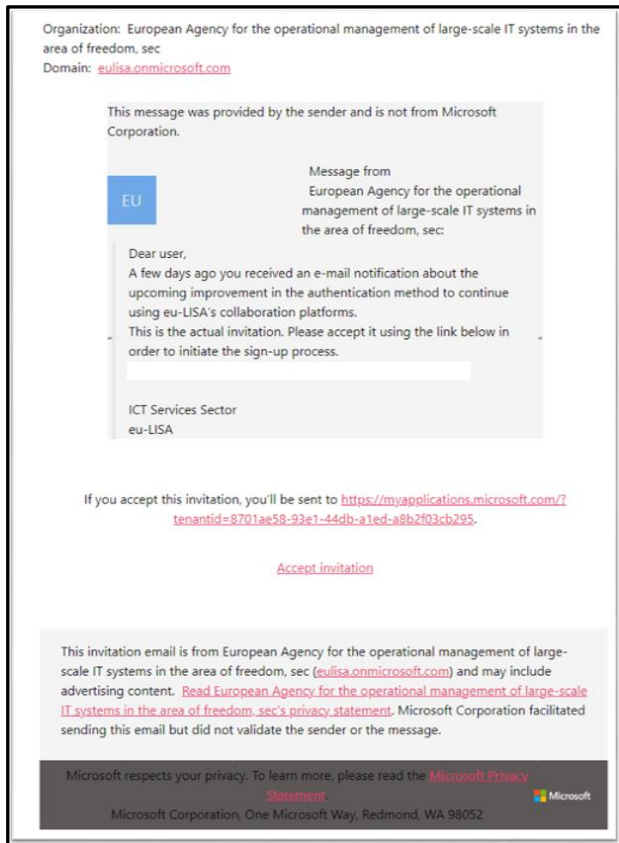 Organization: European Agency for the operational management of large-scale IT systems in the
area of freedom, sec
Domain: eulisa.onmicrosoft.com
This message was provided by the sender and is not from Microsoft
Corporation.
EU
Message from
European Agency for the operational
management of large-scale IT systems in
the area of freedom, sec:
Dear user,
A few days ago you received an e-mail notification about the
upcoming improvement in the authentication method to continue
using eu-LISA's collaboration platforms.
This is the actual invitation. Please accept it using the link below in
order to initiate the sign-up process.
ICT Services Sector
eu-LISA
If you accept this invitation, you'll be sent to https://myapplications.microsoft.com/?
tenantid=8701ae58-93e1-44db-a1ed-a8b2f03cb295.
Accept invitation
This invitation email is from European Agency for the operational management of large-
scale IT systems in the area of freedom, sec (eulisa.onmicrosoft.com) and may include
advertising content. Read European Agency for the operational management of large-scale
IT systems in the area of freedom, sec's privacy statement. Microsoft Corporation facilitated
sending this email but did not validate the sender or the message.
Microsoft respects your privacy. To learn more, please read the Microsoft Privacy
Statement.
Microsoft
Microsoft Corporation, One Microsoft Way, Redmond, WA 98052